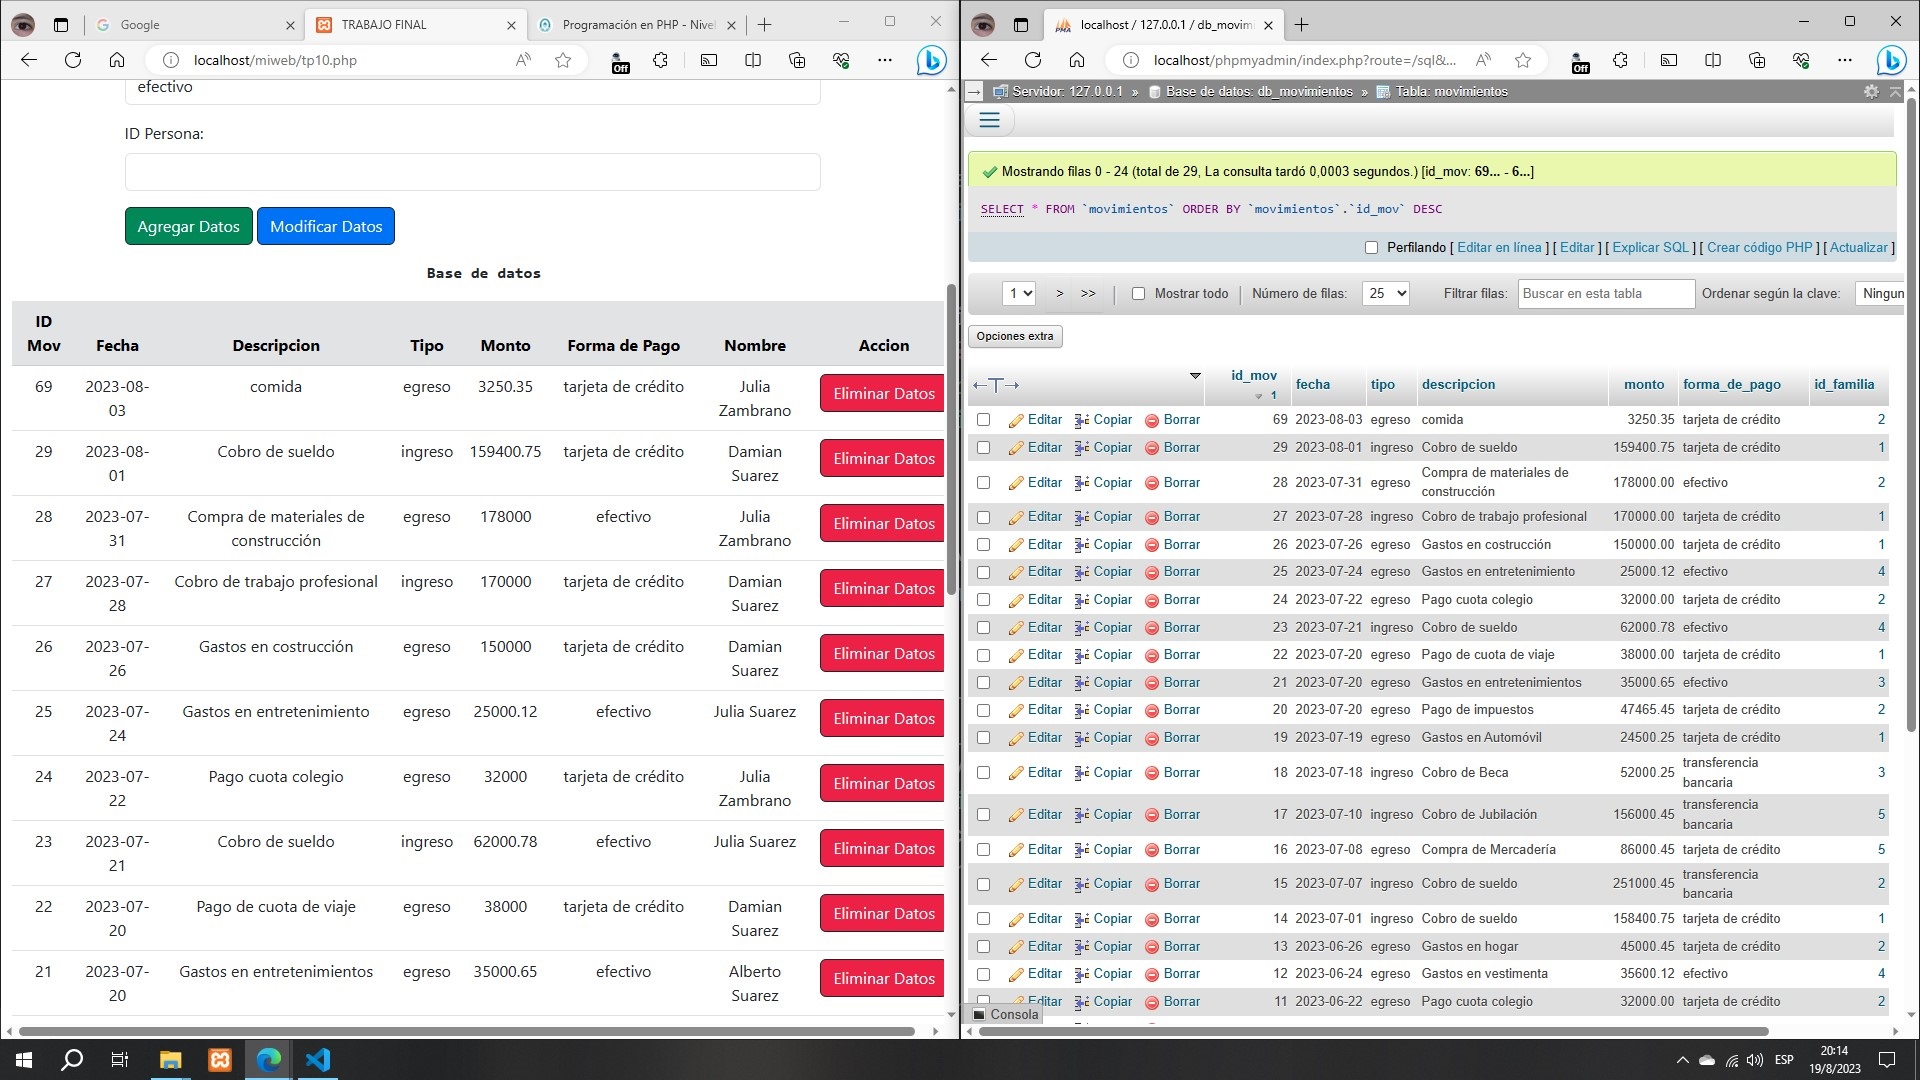 Google
TRABAJO FINAL
Programación en PHP - Nivel
localhost/miweb/tp10.php
Off
efectivo
ID Persona:
Agregar Datos
Modificar Datos
Base de datos
ID Mov Fecha Descripcion Tipo Monto Forma de Pago Nombre Accion
69 2023-08-03 comida egreso 3250.35 tarjeta de crédito Julia Zambrano Eliminar Datos
29 2023-08-01 Cobro de sueldo ingreso 159400.75 tarjeta de crédito Damian Suarez Eliminar Datos
28 2023-07-31 Compra de materiales de construcción egreso 178000 efectivo Julia Zambrano Eliminar Datos
27 2023-07-28 Cobro de trabajo profesional ingreso 170000 tarjeta de crédito Damian Suarez Eliminar Datos
26 2023-07-26 Gastos en costrucción egreso 150000 tarjeta de crédito Damian Suarez Eliminar Datos
25 2023-07-24 Gastos en entretenimiento egreso 25000.12 efectivo Julia Suarez Eliminar Datos
24 2023-07-22 Pago cuota colegio egreso 32000 tarjeta de crédito Julia Zambrano Eliminar Datos
23 2023-07-21 Cobro de sueldo ingreso 62000.78 efectivo Julia Suarez Eliminar Datos
22 2023-07-20 Pago de cuota de viaje egreso 38000 tarjeta de crédito Damian Suarez Eliminar Datos
21 2023-07-20 Gastos en entretenimientos egreso 35000.65 efectivo Alberto Suarez Eliminar Datos
PMA
localhost / 127.0.0.1 / db_movim
localhost/phpmyadmin/index.php?route=/sql&...
Off
Servidor: 127.0.0.1 » Base de datos: db_movimientos » Tabla: movimientos
Mostrando filas 0 - 24 (total de 29, La consulta tardó 0,0003 segundos.) [id_mov: 69... - 6...]
SELECT * FROM `movimientos` ORDER BY `movimientos`.`id_mov` DESC
Perfilando [ Editar en línea ] [ Editar ] [ Explicar SQL ] [ Crear código PHP ] [ Actualizar ]
1 > >> Mostrar todo Número de filas: 25 Filtrar filas: Buscar en esta tabla Ordenar según la clave: Ningun
Opciones extra
←T→ id_mov 1 fecha tipo descripcion monto forma_de_pago id_familia
Editar Copiar Borrar 69 2023-08-03 egreso comida 3250.35 tarjeta de crédito 2
Editar Copiar Borrar 29 2023-08-01 ingreso Cobro de sueldo 159400.75 tarjeta de crédito 1
Editar Copiar Borrar 28 2023-07-31 egreso Compra de materiales de construcción 178000.00 efectivo 2
Editar Copiar Borrar 27 2023-07-28 ingreso Cobro de trabajo profesional 170000.00 tarjeta de crédito 1
Editar Copiar Borrar 26 2023-07-26 egreso Gastos en costrucción 150000.00 tarjeta de crédito 1
Editar Copiar Borrar 25 2023-07-24 egreso Gastos en entretenimiento 25000.12 efectivo 4
Editar Copiar Borrar 24 2023-07-22 egreso Pago cuota colegio 32000.00 tarjeta de crédito 2
Editar Copiar Borrar 23 2023-07-21 ingreso Cobro de sueldo 62000.78 efectivo 4
Editar Copiar Borrar 22 2023-07-20 egreso Pago de cuota de viaje 38000.00 tarjeta de crédito 1
Editar Copiar Borrar 21 2023-07-20 egreso Gastos en entretenimientos 35000.65 efectivo 3
Editar Copiar Borrar 20 2023-07-20 egreso Pago de impuestos 47465.45 tarjeta de crédito 2
Editar Copiar Borrar 19 2023-07-19 egreso Gastos en Automóvil 24500.25 tarjeta de crédito 1
Editar Copiar Borrar 18 2023-07-18 ingreso Cobro de Beca 52000.25 transferencia bancaria 3
Editar Copiar Borrar 17 2023-07-10 ingreso Cobro de Jubilación 156000.45 transferencia bancaria 5
Editar Copiar Borrar 16 2023-07-08 egreso Compra de Mercadería 86000.45 tarjeta de crédito 5
Editar Copiar Borrar 15 2023-07-07 ingreso Cobro de sueldo 251000.45 transferencia bancaria 2
Editar Copiar Borrar 14 2023-07-01 ingreso Cobro de sueldo 158400.75 tarjeta de crédito 1
Editar Copiar Borrar 13 2023-06-26 egreso Gastos en hogar 45000.45 tarjeta de crédito 2
Editar Copiar Borrar 12 2023-06-24 egreso Gastos en vestimenta 35600.12 efectivo 4
Editar Copiar Borrar 11 2023-06-22 egreso Pago cuota colegio 32000.00 tarjeta de crédito 2
Consola
ESP
20:14
19/8/2023